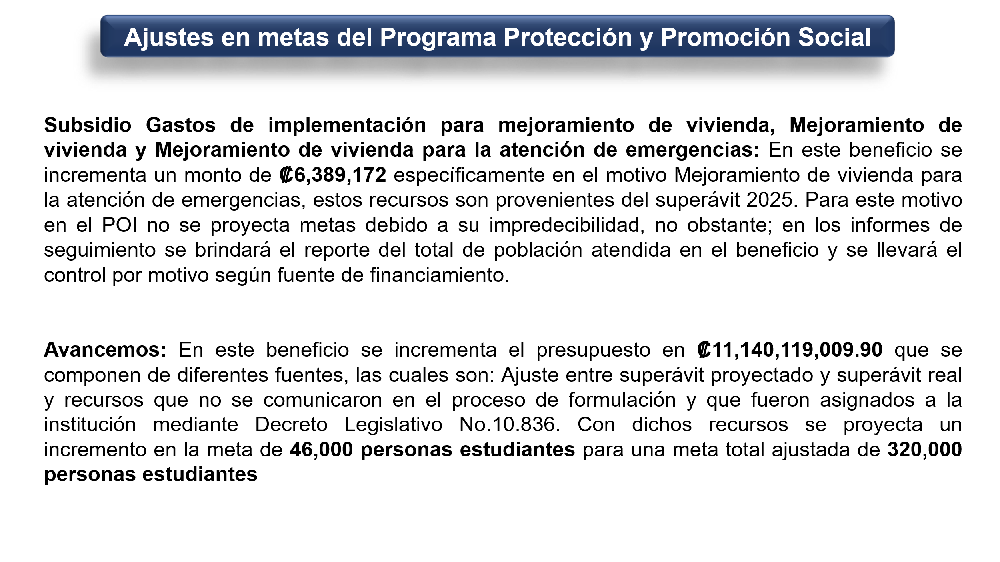 Ajustes en metas del Programa Protección y Promoción Social
Subsidio Gastos de implementación para mejoramiento de vivienda, Mejoramiento de
vivienda y Mejoramiento de vivienda para la atención de emergencias: En este beneficio se
incrementa un monto de ₡6,389,172 específicamente en el motivo Mejoramiento de vivienda para
la atención de emergencias, estos recursos son provenientes del superávit 2025. Para este motivo
en el POI no se proyecta metas debido a su impredecibilidad, no obstante; en los informes de
seguimiento se brindará el reporte del total de población atendida en el beneficio y se llevará el
control por motivo según fuente de financiamiento.
Avancemos: En este beneficio se incrementa el presupuesto en ₡11,140,119,009.90 que se
componen de diferentes fuentes, las cuales son: Ajuste entre superávit proyectado y superávit real
y recursos que no se comunicaron en el proceso de formulación y que fueron asignados a la
institución mediante Decreto Legislativo No.10.836. Con dichos recursos se proyecta un
incremento en la meta de 46,000 personas estudiantes para una meta total ajustada de 320,000
personas estudiantes